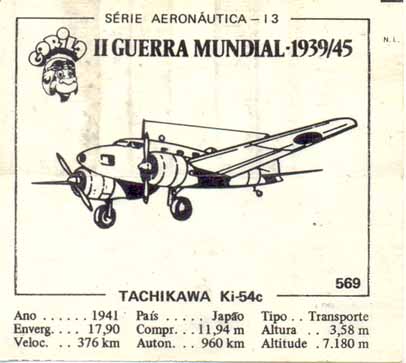 SÉRIE AERONÁUTICA - 13
GORILA
II GUERRA MUNDIAL-1939/45
N. L.
569
TACHIKAWA Ki-54c
Ano ...... 1941 País ..... Japão Tipo .. Transporte
Enverg. ... 17,90 Compr... 11,94 m Altura .. 3,58 m
Veloc. .. 376 km Auton... 960 km Altitude .7.180 m